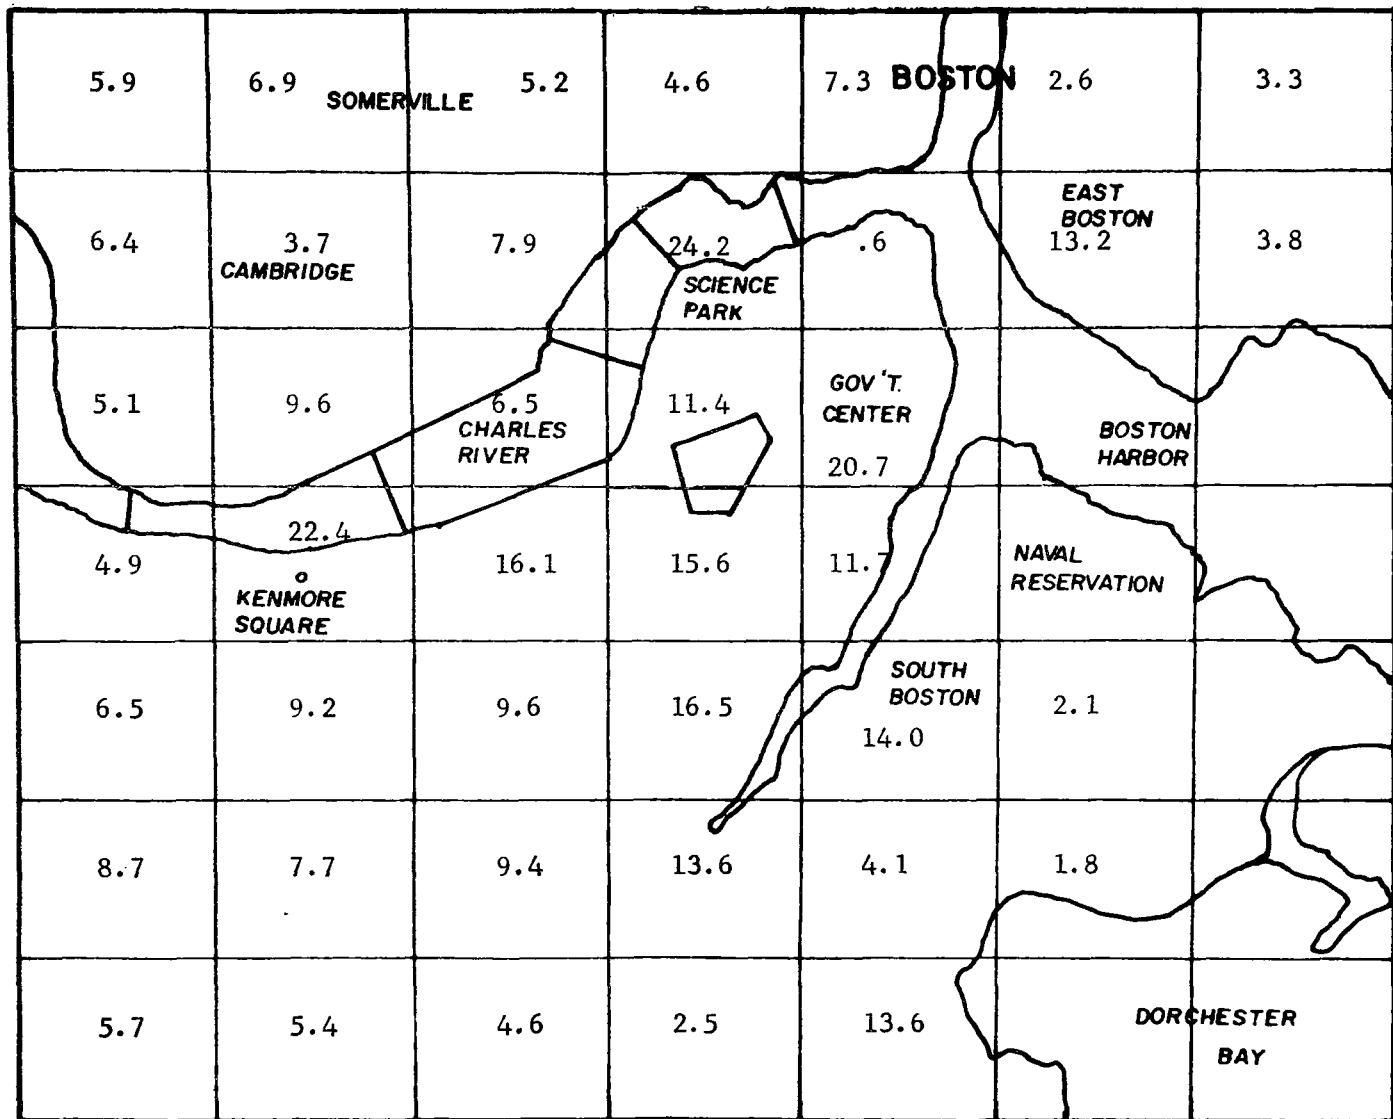 5.9 6.9 5.2 4.6 7.3 BOSTON 2.6 3.3
SOMERVILLE
EAST
BOSTON
6.4 3.7 7.9 24.2 .6 13.2 3.8
CAMBRIDGE
SCIENCE
PARK
GOV'T.
CENTER
5.1 9.6 6.5 11.4
CHARLES
RIVER
BOSTON
HARBOR
20.7
22.4
4.9 16.1 15.6 11.7
NAVAL
RESERVATION
KENMORE
SQUARE
SOUTH
BOSTON
6.5 9.2 9.6 16.5 2.1
14.0
8.7 7.7 9.4 13.6 4.1 1.8
5.7 5.4 4.6 2.5 13.6
DORCHESTER
BAY